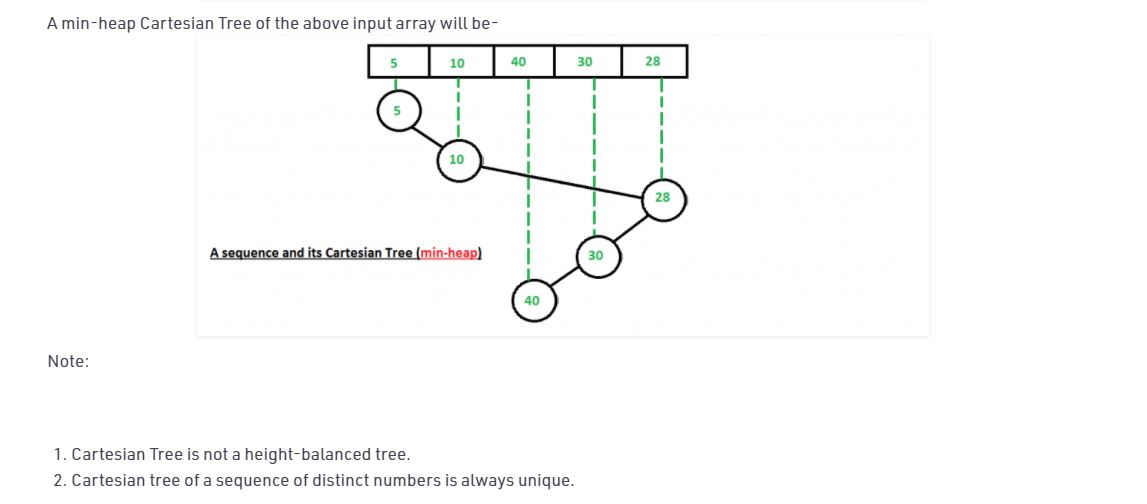 A min-heap Cartesian Tree of the above input array will be-
5 10 40 30 28
5
10
28
A sequence and its Cartesian Tree (min-heap)
30
40
Note:
1. Cartesian Tree is not a height-balanced tree.
2. Cartesian tree of a sequence of distinct numbers is always unique.